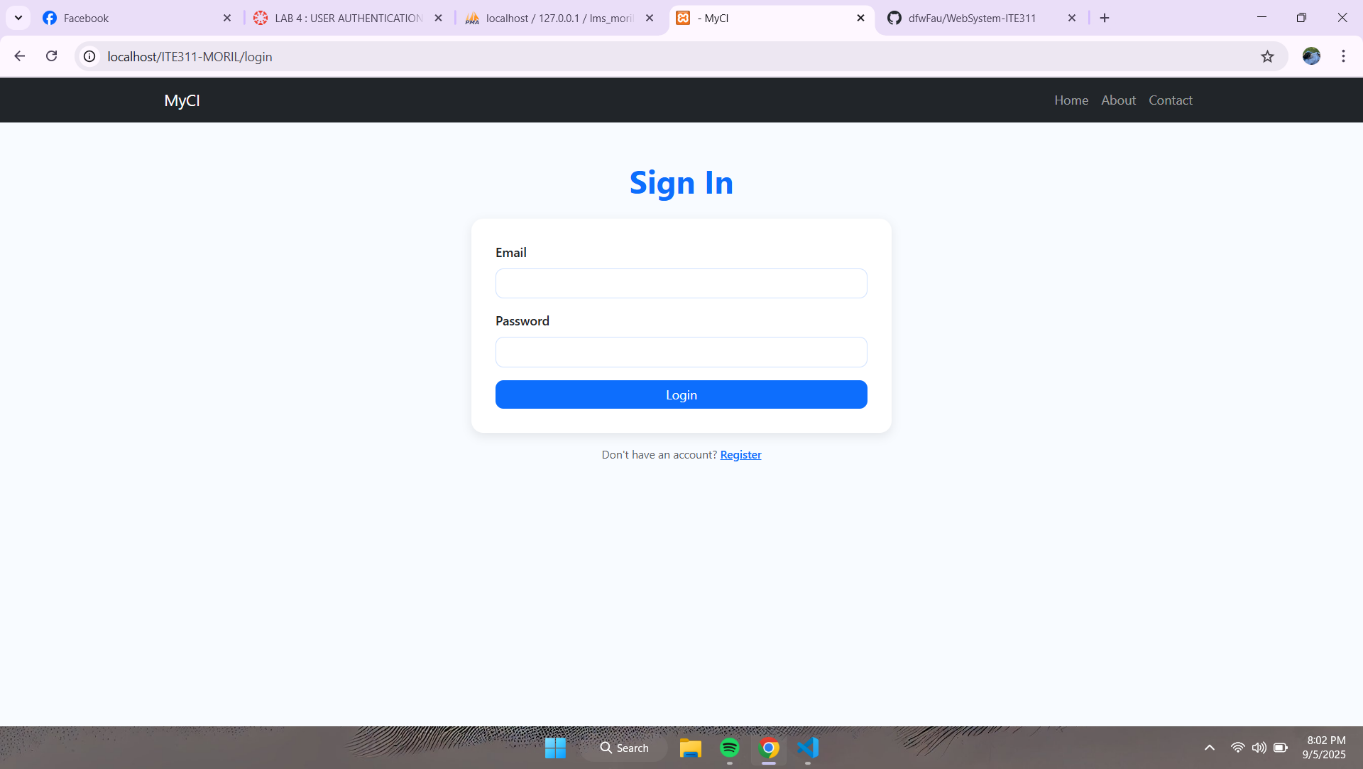 Facebook
LAB 4 : USER AUTHENTICATION
localhost / 127.0.0.1 / lms_moril
- MyCI
dfwFau/WebSystem-ITE311
localhost/ITE311-MORIL/login
MyCI
Home About Contact
Sign In
Email
Password
Login
Don't have an account? Register
Search
8:02 PM
9/5/2025